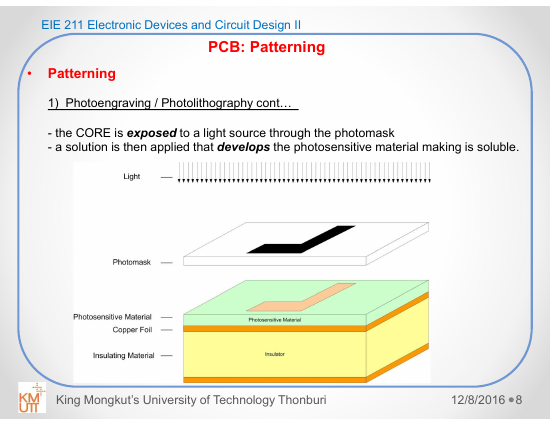 EIE 211 Electronic Devices and Circuit Design II
PCB: Patterning
• Patterning
1) Photoengraving / Photolithography cont…
- the CORE is exposed to a light source through the photomask
- a solution is then applied that develops the photosensitive material making is soluble.
Light
Photomask
Photosensitive Material
Photosensitive Material
Copper Foil
Insulating Material
Insulator
KMUTT
King Mongkut's University of Technology Thonburi
12/8/2016 • 8